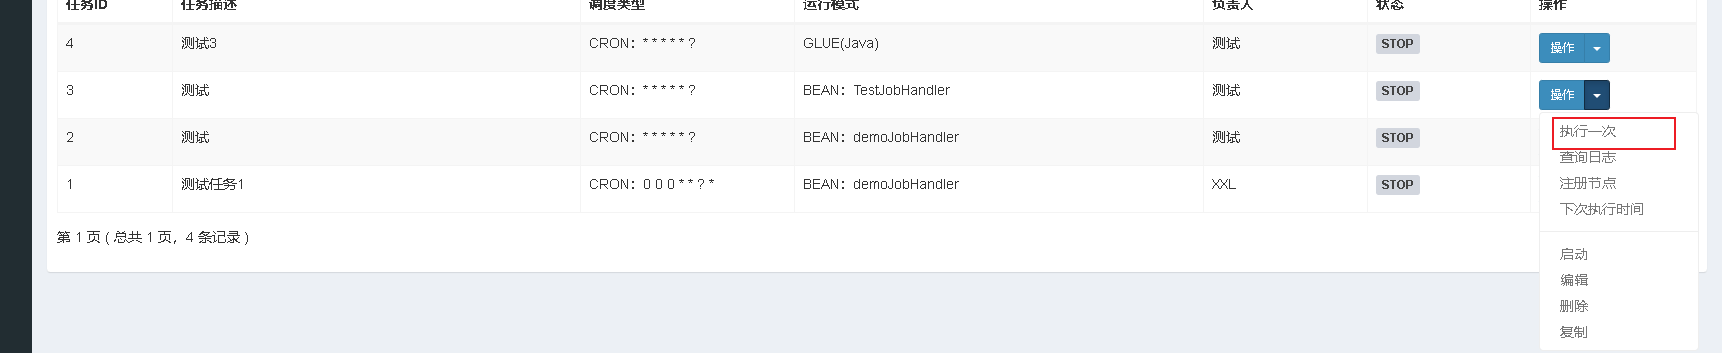 任务ID 任务描述 调度类型 运行模式 负责人 状态 操作
4 测试3 CRON：* * * * * ? GLUE(Java) 测试 STOP 操作
3 测试 CRON：* * * * * ? BEAN：TestJobHandler 测试 STOP 操作
2 测试 CRON：* * * * * ? BEAN：demoJobHandler 测试 STOP
1 测试任务1 CRON：0 0 0 * * ? * BEAN：demoJobHandler XXL STOP
第 1 页 ( 总共 1 页，4 条记录 )
执行一次
查询日志
注册节点
下次执行时间
启动
编辑
删除
复制